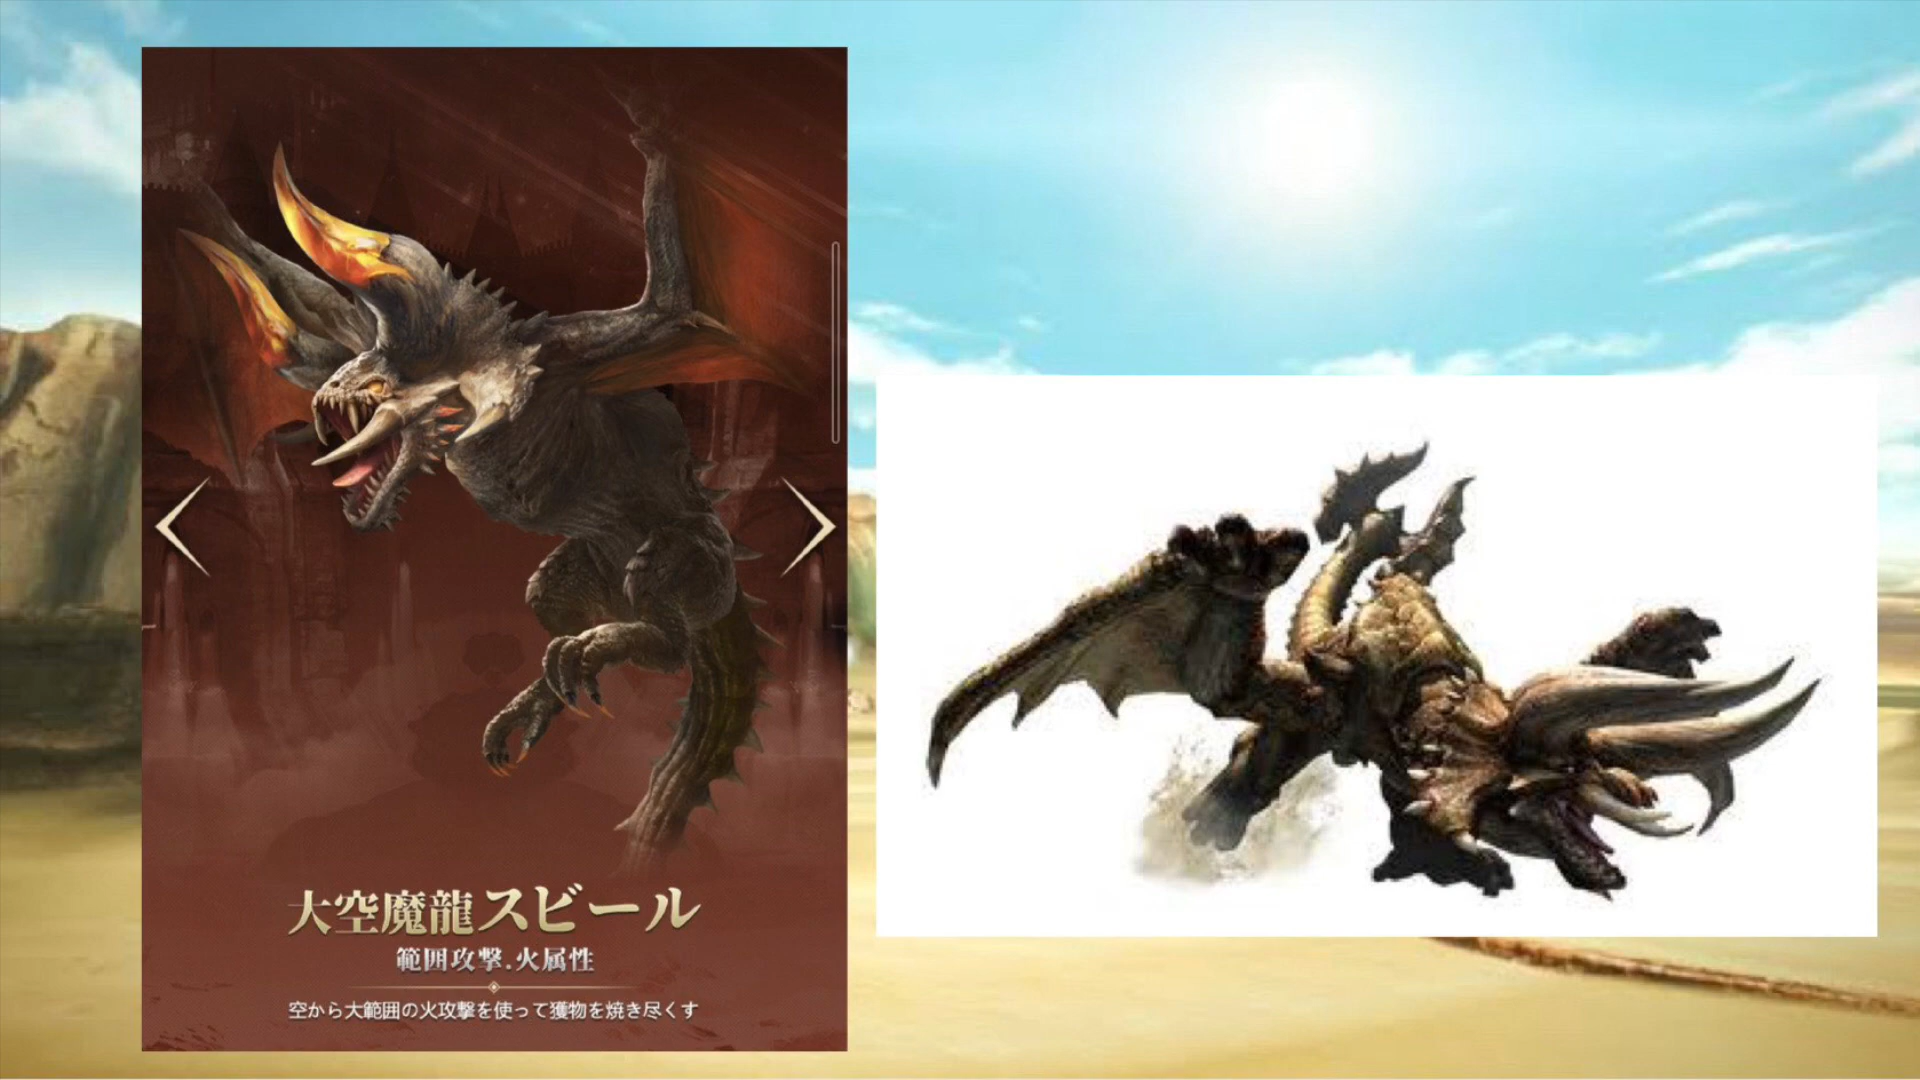 大空魔龍スビール
範囲攻撃.火属性
空から大範囲の火攻撃を使って獲物を焼き尽くす